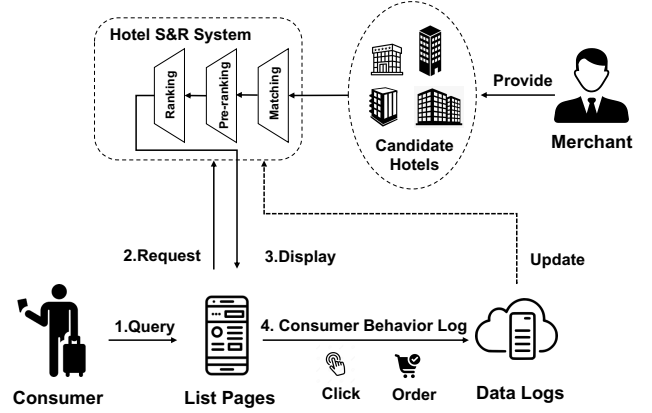 Hotel S&R System
Ranking
Pre-ranking
Matching
Candidate
Hotels
Provide
Merchant
2.Request
3.Display
Update
1.Query
4. Consumer Behavior Log
Click
Order
Consumer
List Pages
Data Logs